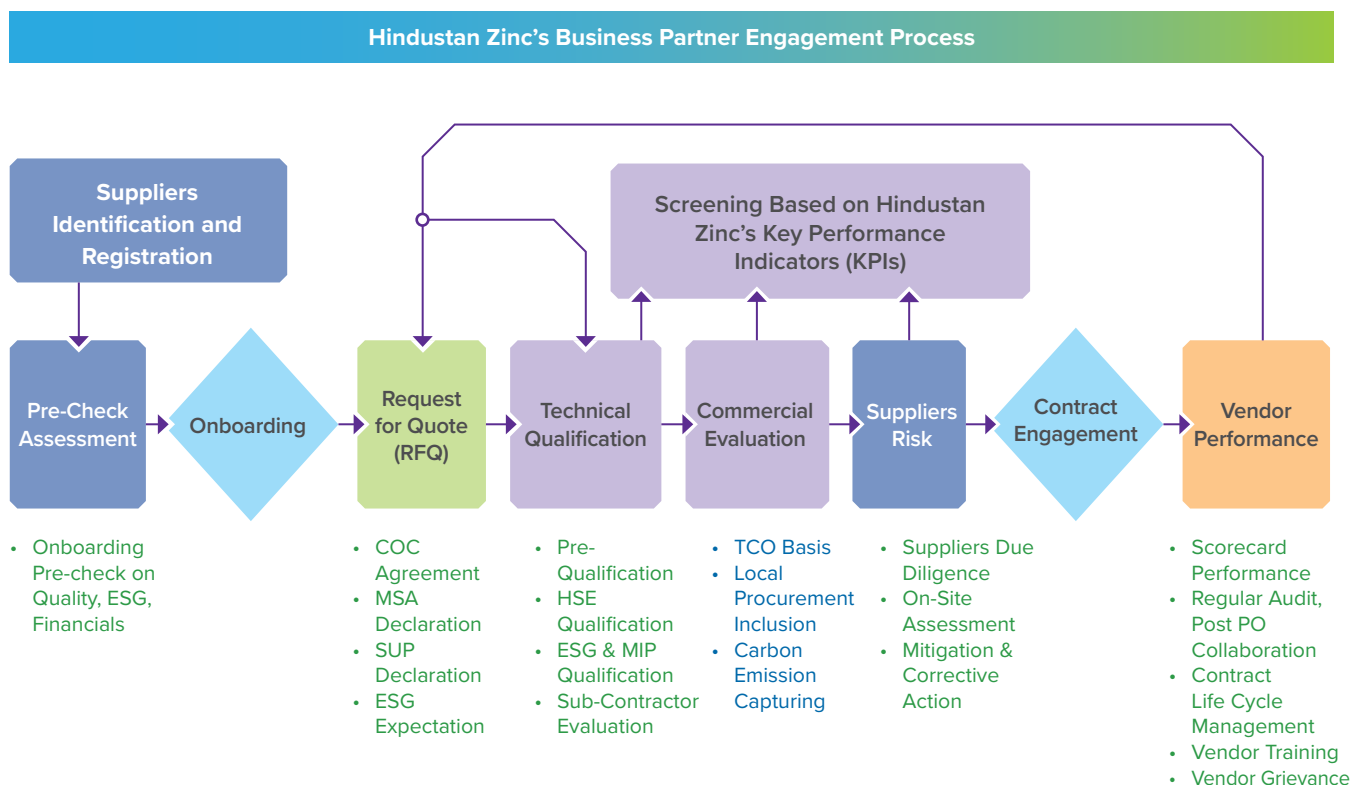 Hindustan Zinc’s Business Partner Engagement Process
Suppliers
Identification and
Registration
Screening Based on Hindustan
Zinc’s Key Performance
Indicators (KPIs)
Pre-Check
Assessment
Onboarding
Request
for Quote
(RFQ)
Technical
Qualification
Commercial
Evaluation
Suppliers
Risk
Contract
Engagement
Vendor
Performance
• Onboarding
Pre-check on
Quality, ESG,
Financials
• COC
Agreement
• MSA
Declaration
• SUP
Declaration
• ESG
Expectation
• Pre-
Qualification
• HSE
Qualification
• ESG & MIP
Qualification
• Sub-Contractor
Evaluation
• TCO Basis
• Local
Procurement
Inclusion
• Carbon
Emission
Capturing
• Suppliers Due
Diligence
• On-Site
Assessment
• Mitigation &
Corrective
Action
• Scorecard
Performance
• Regular Audit,
Post PO
Collaboration
• Contract
Life Cycle
Management
• Vendor Training
• Vendor Grievance